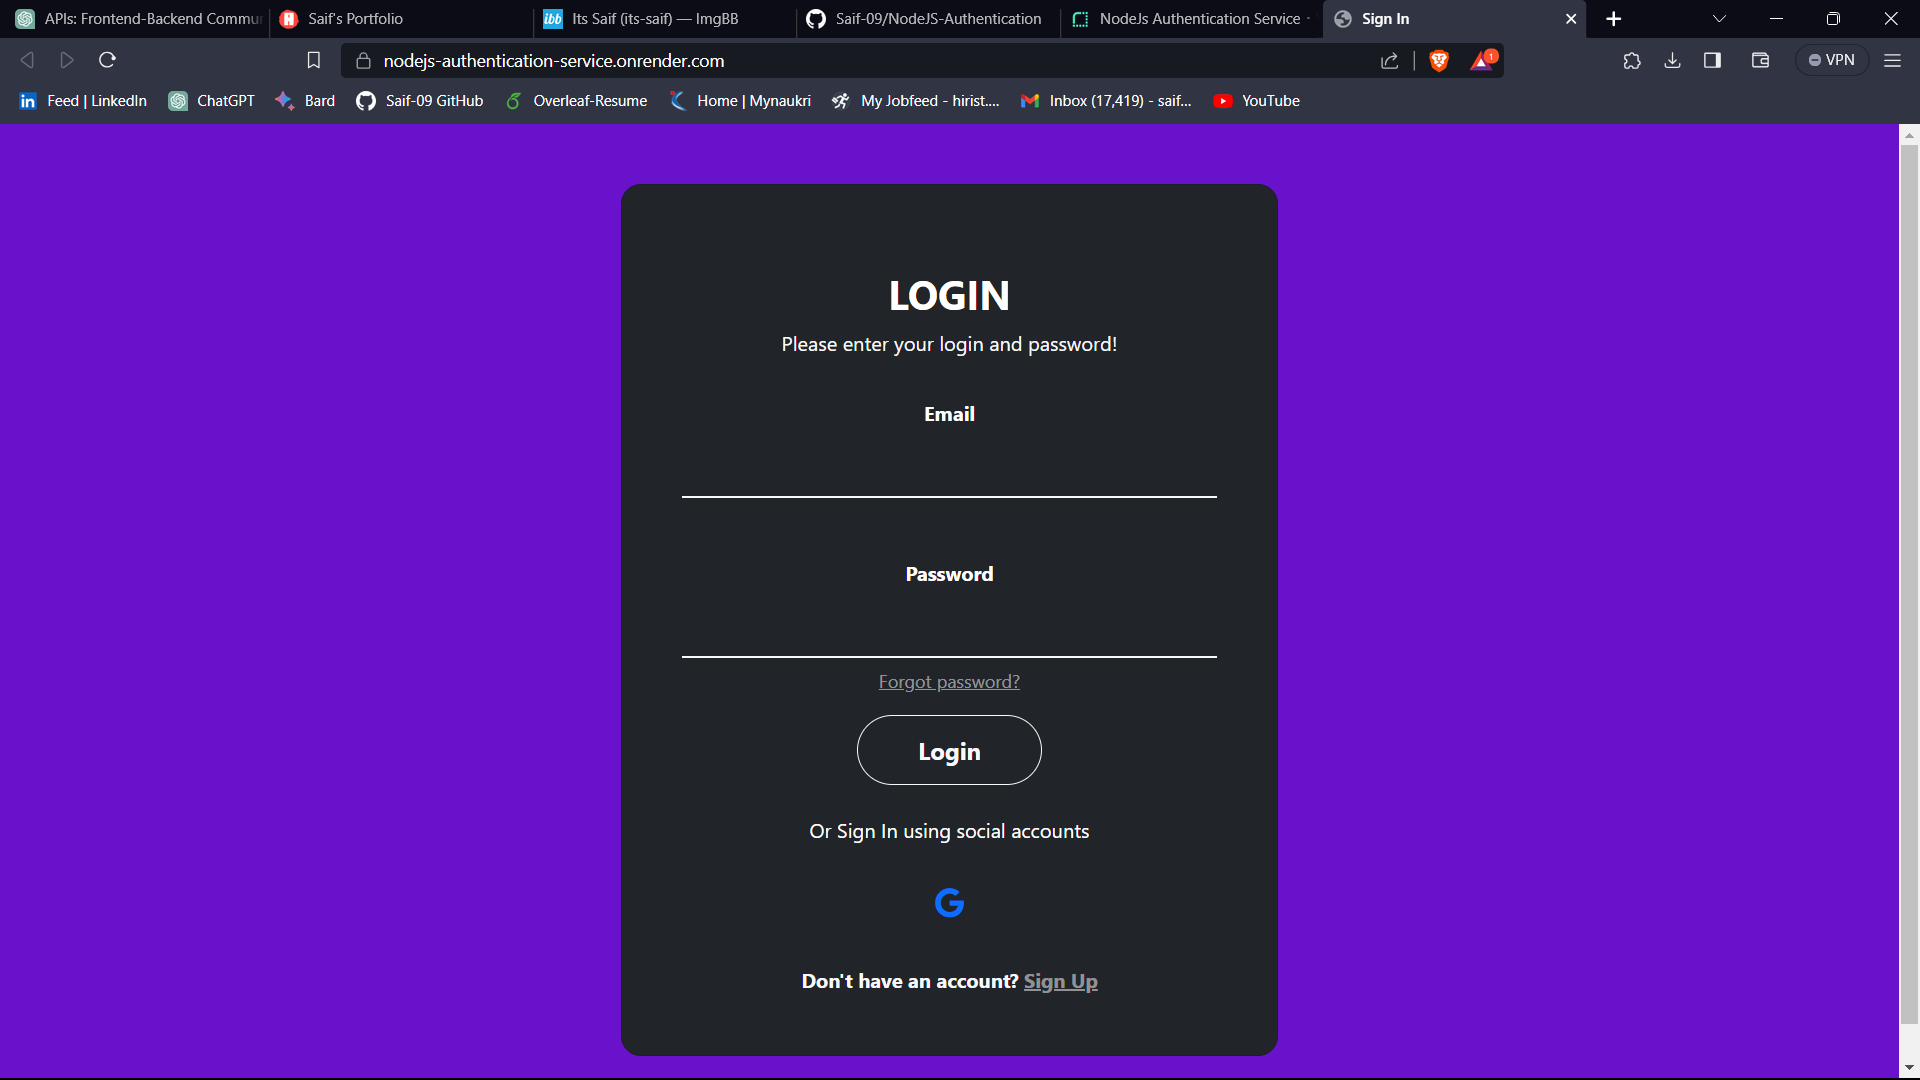 APIs: Frontend-Backend Commu
Saif's Portfolio
ibb
Its Saif (its-saif) — ImgBB
Saif-09/NodeJS-Authentication
NodeJs Authentication Service ·
Sign In
nodejs-authentication-service.onrender.com
1
VPN
in
Feed | LinkedIn
ChatGPT
Bard
Saif-09 GitHub
Overleaf-Resume
Home | Mynaukri
My Jobfeed - hirist....
Inbox (17,419) - saif...
YouTube
LOGIN
Please enter your login and password!
Email
Password
Forgot password?
Login
Or Sign In using social accounts
G
Don't have an account? Sign Up